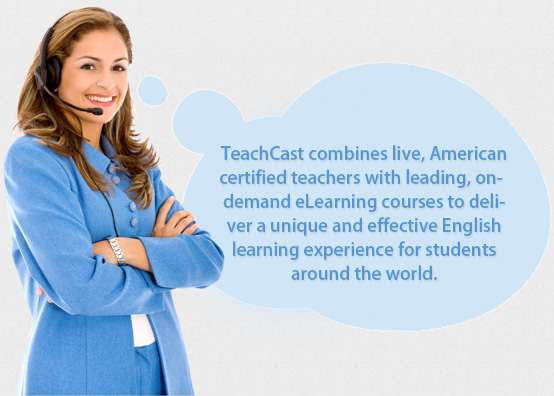 TeachCast combines live, American
certified teachers with leading, on-
demand eLearning courses to deli-
ver a unique and effective English
learning experience for students
around the world.